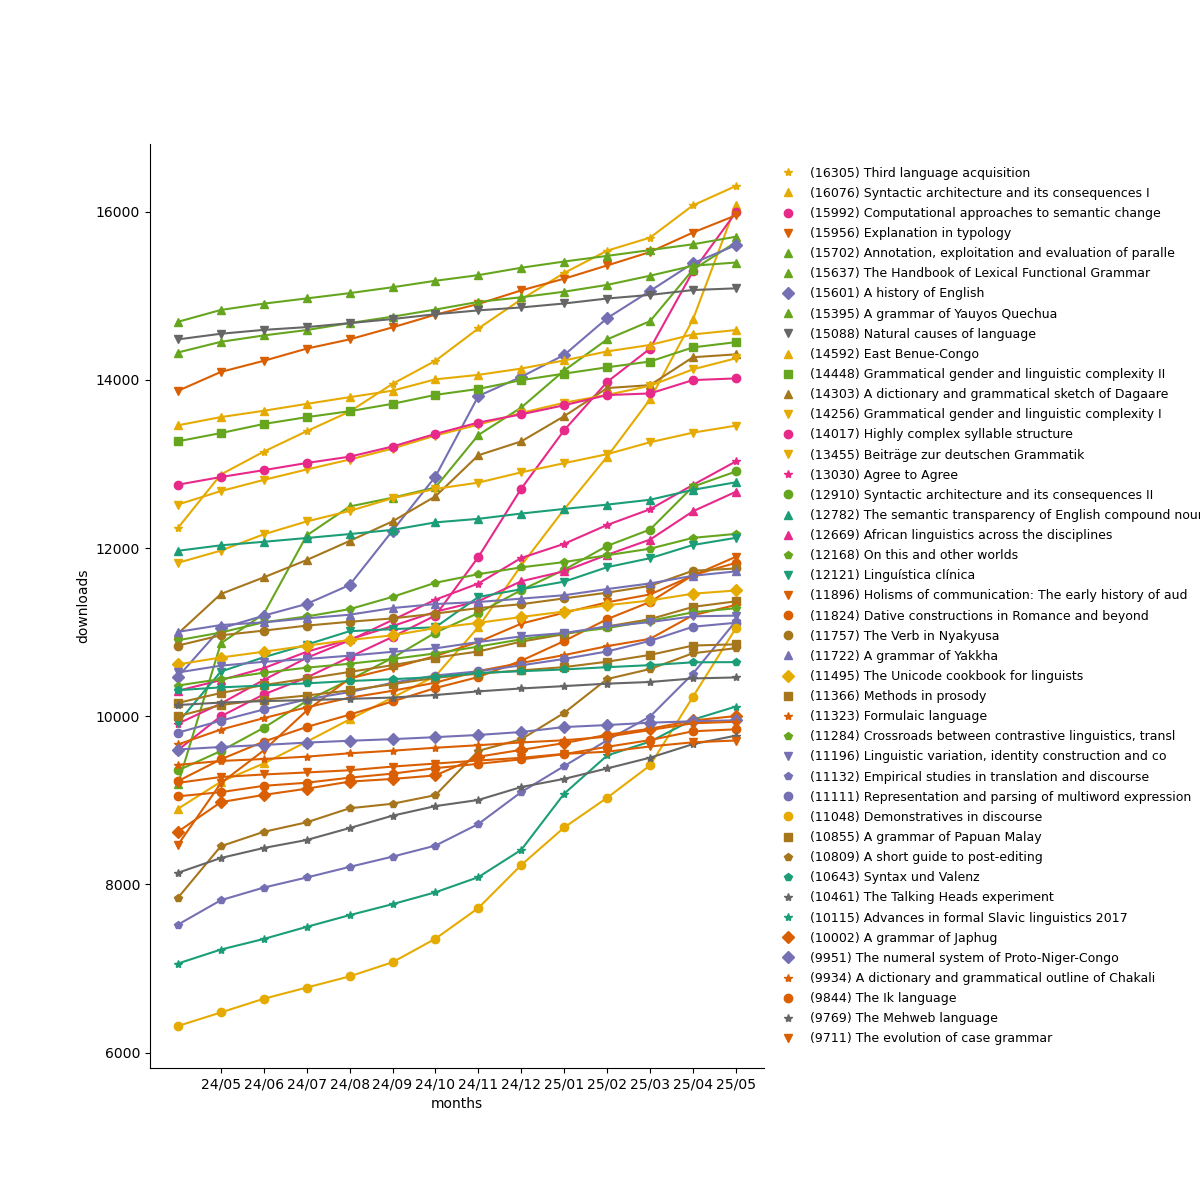 16000
14000
12000
10000
8000
6000
downloads
24/05 24/06 24/07 24/08 24/09 24/10 24/11 24/12 25/01 25/02 25/03 25/04 25/05
months
(16305) Third language acquisition
(16076) Syntactic architecture and its consequences I
(15992) Computational approaches to semantic change
(15956) Explanation in typology
(15702) Annotation, exploitation and evaluation of paralle
(15637) The Handbook of Lexical Functional Grammar
(15601) A history of English
(15395) A grammar of Yauyos Quechua
(15088) Natural causes of language
(14592) East Benue-Congo
(14448) Grammatical gender and linguistic complexity II
(14303) A dictionary and grammatical sketch of Dagaare
(14256) Grammatical gender and linguistic complexity I
(14017) Highly complex syllable structure
(13455) Beiträge zur deutschen Grammatik
(13030) Agree to Agree
(12910) Syntactic architecture and its consequences II
(12782) The semantic transparency of English compound nour
(12669) African linguistics across the disciplines
(12168) On this and other worlds
(12121) Linguística clínica
(11896) Holisms of communication: The early history of aud
(11824) Dative constructions in Romance and beyond
(11757) The Verb in Nyakyusa
(11722) A grammar of Yakkha
(11495) The Unicode cookbook for linguists
(11366) Methods in prosody
(11323) Formulaic language
(11284) Crossroads between contrastive linguistics, transl
(11196) Linguistic variation, identity construction and co
(11132) Empirical studies in translation and discourse
(11111) Representation and parsing of multiword expression
(11048) Demonstratives in discourse
(10855) A grammar of Papuan Malay
(10809) A short guide to post-editing
(10643) Syntax und Valenz
(10461) The Talking Heads experiment
(10115) Advances in formal Slavic linguistics 2017
(10002) A grammar of Japhug
(9951) The numeral system of Proto-Niger-Congo
(9934) A dictionary and grammatical outline of Chakali
(9844) The Ik language
(9769) The Mehweb language
(9711) The evolution of case grammar